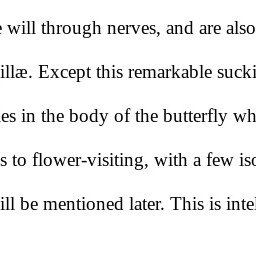 will through nerves, and are also
illæ. Except this remarkable sucki
es in the body of the butterfly wh
s to flower-visiting, with a few iso
ill be mentioned later. This is inte